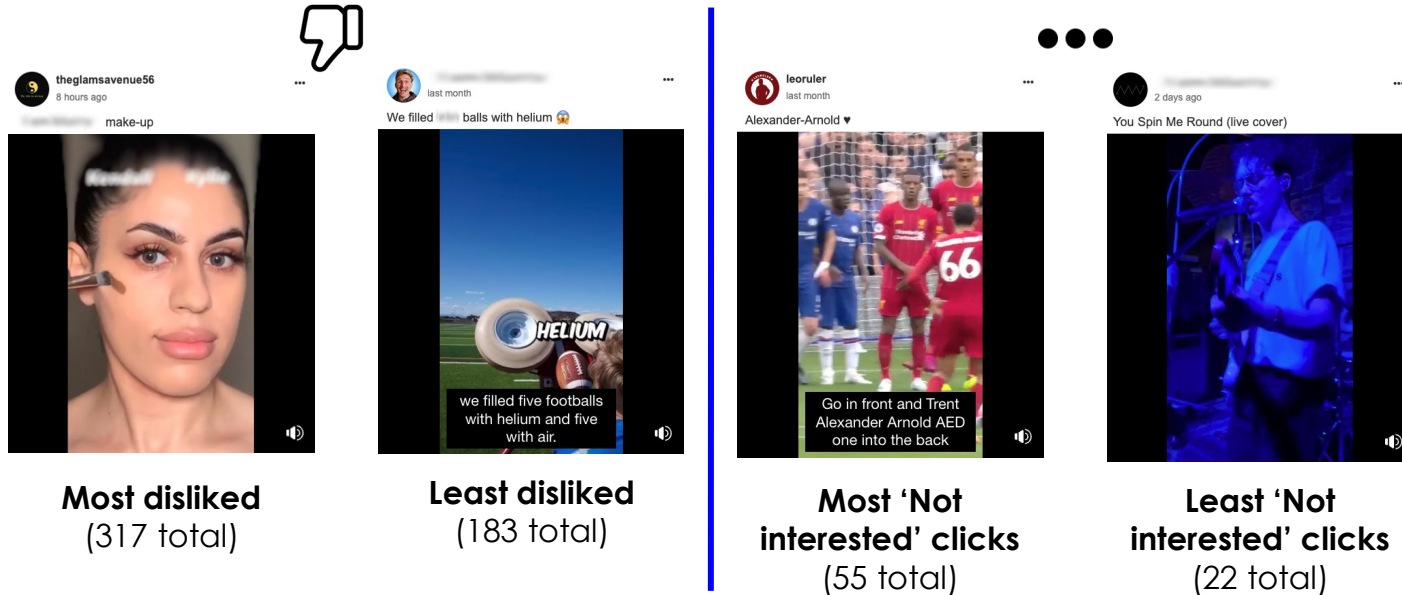 theglamsavenue56
8 hours ago
make-up
Kendall Kylie
Most disliked
(317 total)
last month
We filled balls with helium 😱
HELIUM
we filled five footballs
with helium and five
with air.
Least disliked
(183 total)
leoruler
last month
Alexander-Arnold ♥
66
Go in front and Trent
Alexander Arnold AED
one into the back
Most ‘Not
interested’ clicks
(55 total)
2 days ago
You Spin Me Round (live cover)
Least ‘Not
interested’ clicks
(22 total)